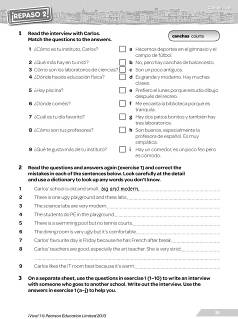 REPASO 2
1 Read the interview with Carlos.
Match the questions to the answers.
canchas courts
1 ¿Cómo es tu instituto, Carlos?
2 ¿Qué más hay en tu insti?
3 ¿Cómo son los laboratorios de ciencias?
4 ¿Dónde hacéis educación física?
5 ¿Hay piscina?
6 ¿Dónde coméis?
7 ¿Cuál es tu día favorito?
8 ¿Cómo son tus profesores?
9 ¿Qué te gusta más de tu instituto?
a Hacemos deportes en el gimnasio y el
campo de fútbol.
b No, pero hay canchas de baloncesto.
c Son un poco antiguos.
d Es grande y moderno. Hay muchas
clases.
e Prefiero el lunes porque estudio dibujo
después del recreo.
f Me encanta la biblioteca porque es
tranquila.
g Hay dos patios bonitos y también hay
tres laboratorios.
h Son buenos, especialmente la
profesora de español. Es muy
simpática.
i Hay un comedor, es un poco feo pero
es cómodo.
2 Read the questions and answers again (exercise 1) and correct the
mistakes in each of the sentences below. Look carefully at the detail
and use a dictionary to look up any words you don't know.
1 Carlos' school is old and small. big and modern
2 There is one ugly playground and three labs.
3 The science labs are very modern.
4 The students do PE in the playground.
5 There is a swimming pool but no tennis courts.
6 The dining room is very ugly but it's comfortable.
7 Carlos' favourite day is Friday because he has French after break.
8 Carlos' teachers are good, especially the art teacher. She is very strict.
9 Carlos likes the IT room best because it's warm.
3 On a separate sheet, use the questions in exercise 1 (1–10) to write an interview
with someone who goes to another school. Write out the interview. Use the
answers in exercise 1 (a–j) to help you.
¡Viva! 1 © Pearson Education Limited 2013